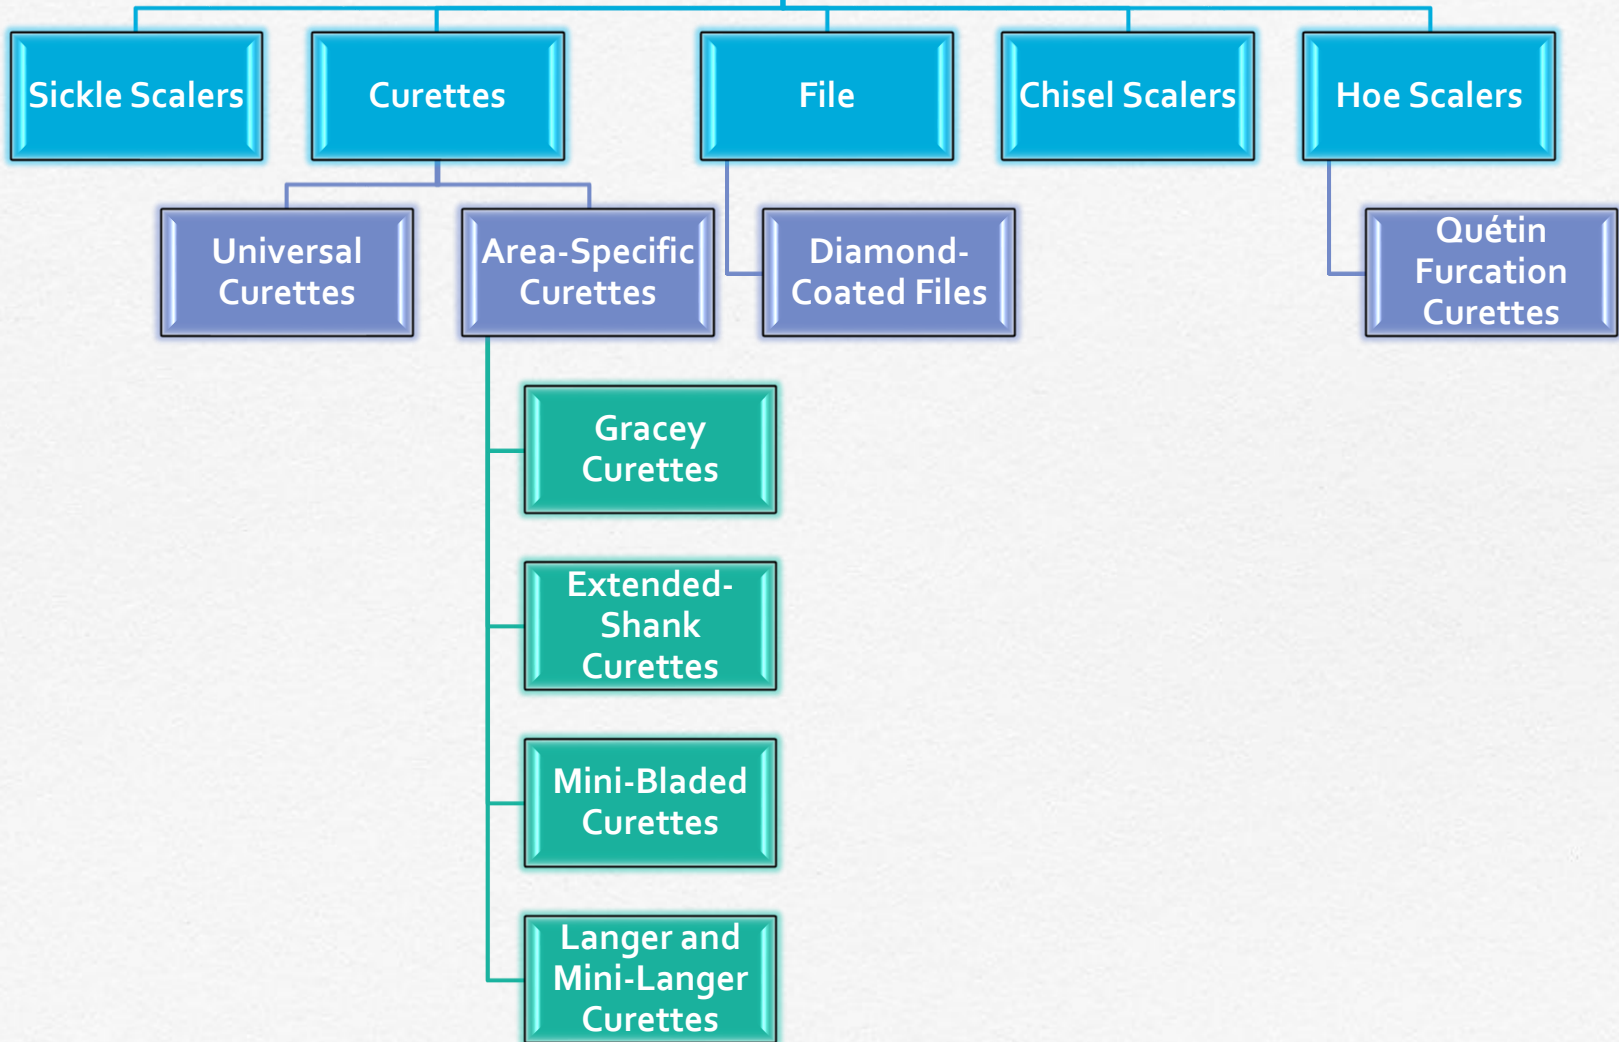 Sickle Scalers
Curettes
File
Chisel Scalers
Hoe Scalers
Universal
Curettes
Area-Specific
Curettes
Diamond-
Coated Files
Quétin
Furcation
Curettes
Gracey
Curettes
Extended-
Shank
Curettes
Mini-Bladed
Curettes
Langer and
Mini-Langer
Curettes